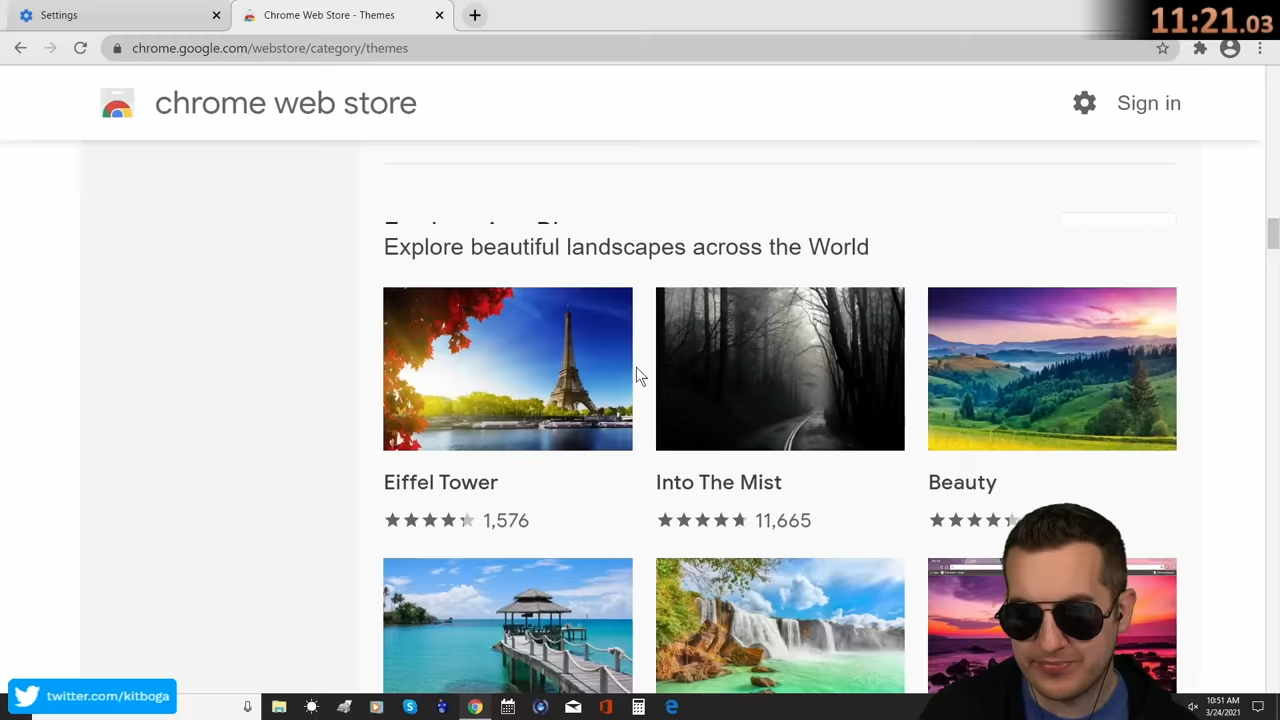 Settings
Chrome Web Store - Themes
11:21.03
chrome.google.com/webstore/category/themes
chrome web store
Sign in
Explore beautiful landscapes across the World
Eiffel Tower
Into The Mist
Beauty
1,576
11,665
twitter.com/kitboga
10:51 AM
3/24/2021